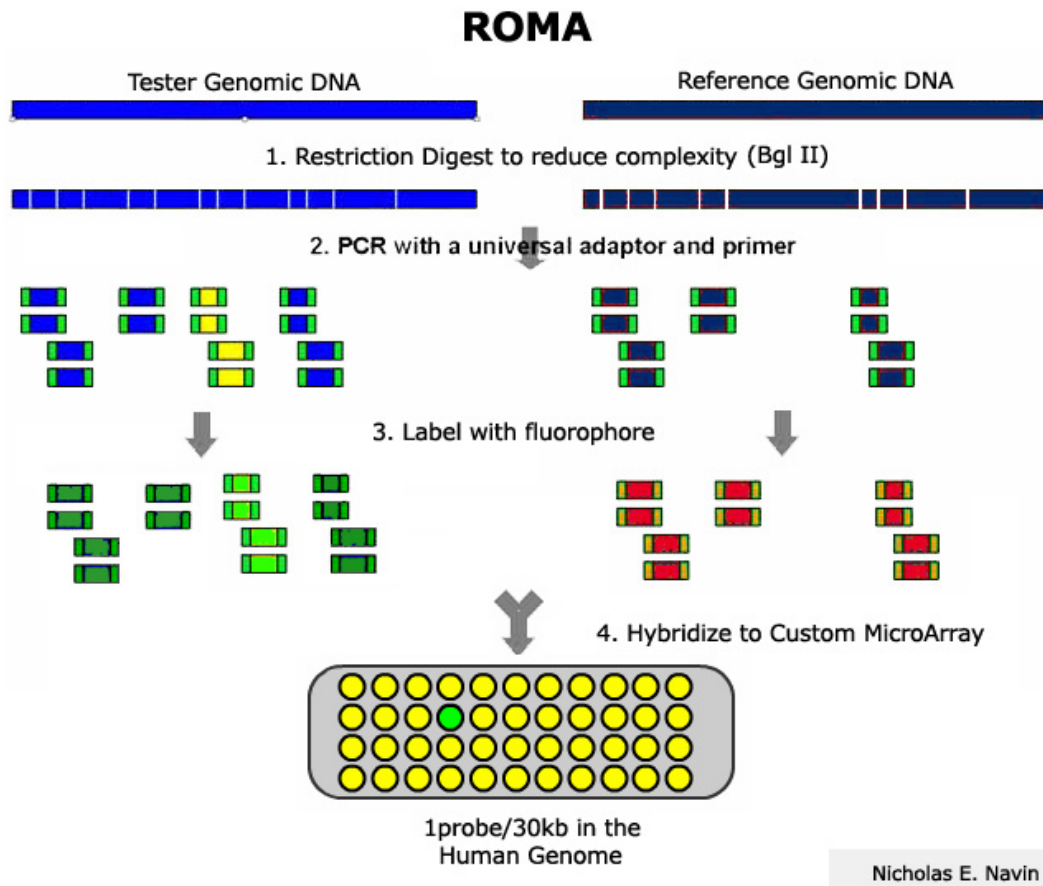 ROMA
Tester Genomic DNA
Reference Genomic DNA
1. Restriction Digest to reduce complexity (Bgl II)
2. PCR with a universal adaptor and primer
3. Label with fluorophore
4. Hybridize to Custom MicroArray
1probe/30kb in the
Human Genome
Nicholas E. Navin